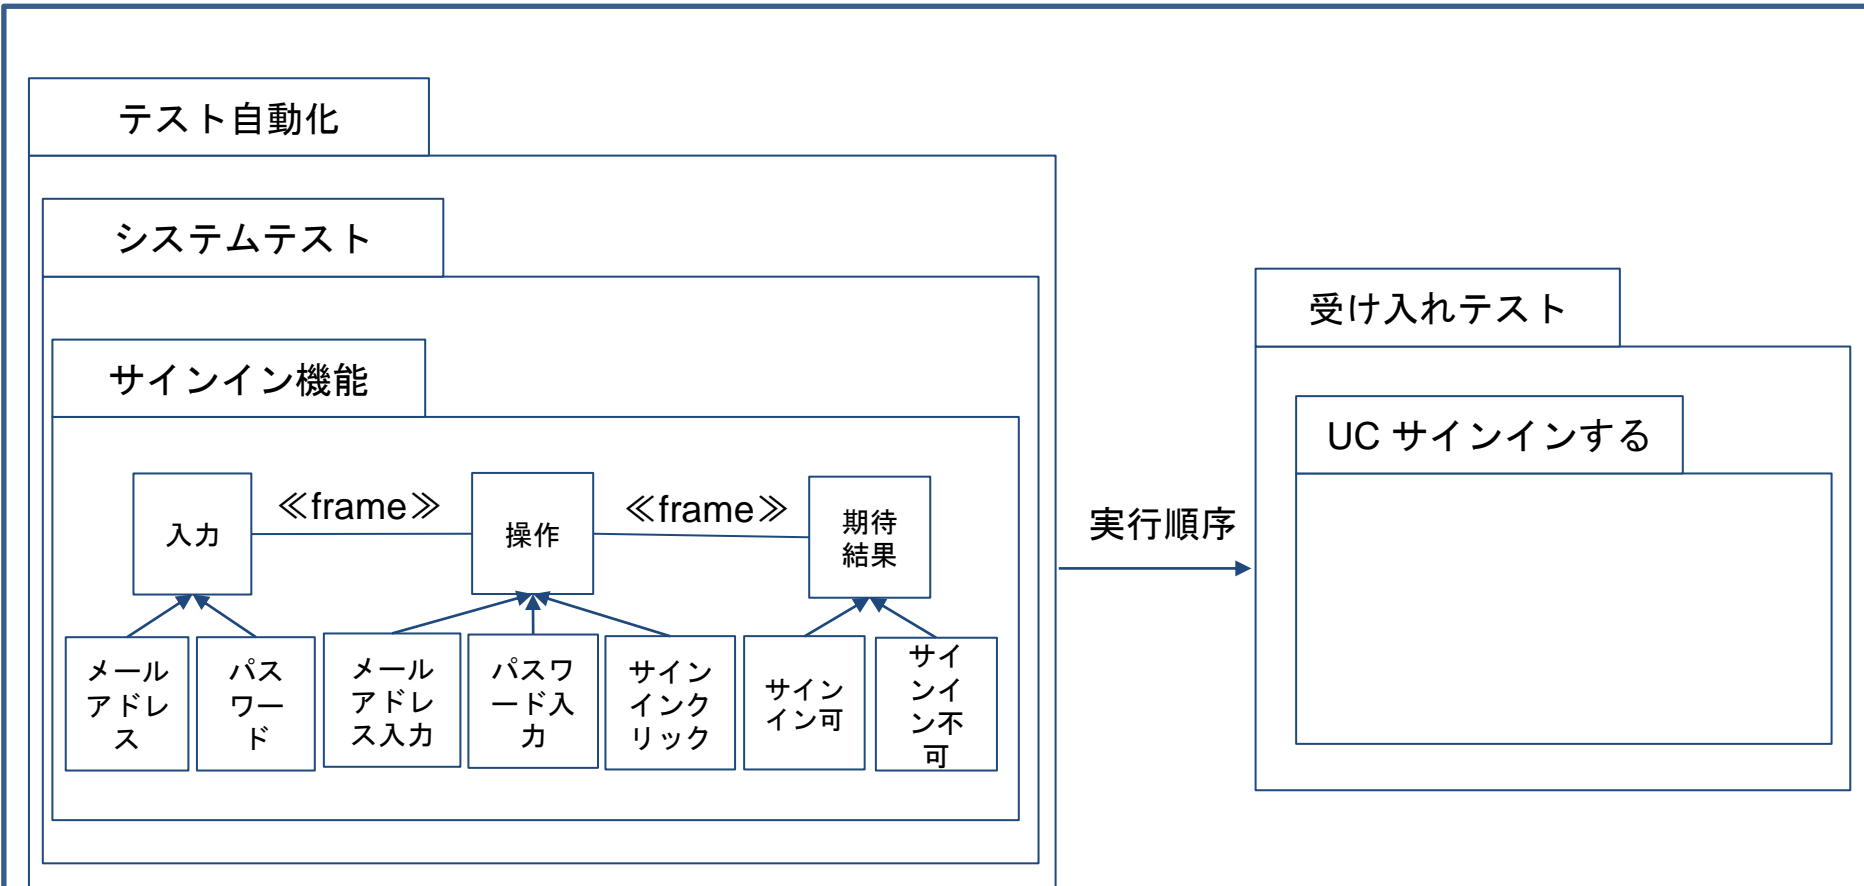 テスト自動化
システムテスト
サインイン機能
≪frame≫
≪frame≫
入力
操作
期待
結果
メール
アドレ
ス
パス
ワー
ド
メール
アドレ
ス入力
パスワ
ード入
力
サイン
インク
リック
サイン
イン可
サイ
ンイ
ン不
可
実行順序
受け入れテスト
UC サインインする